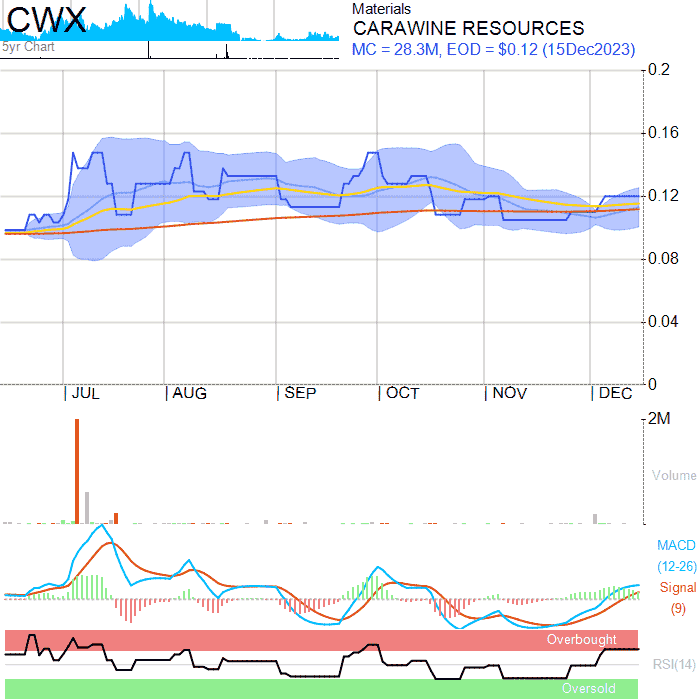 CWX
5yr Chart
Materials
CARAWINE RESOURCES
MC = 28.3M, EOD = $0.12 (15Dec2023)
0.2
0.16
0.12
0.08
0.04
0
| JUL | AUG | SEP | OCT | NOV | DEC
2M
Volume
MACD
(12-26)
Signal
(9)
Overbought
RSI(14)
Oversold